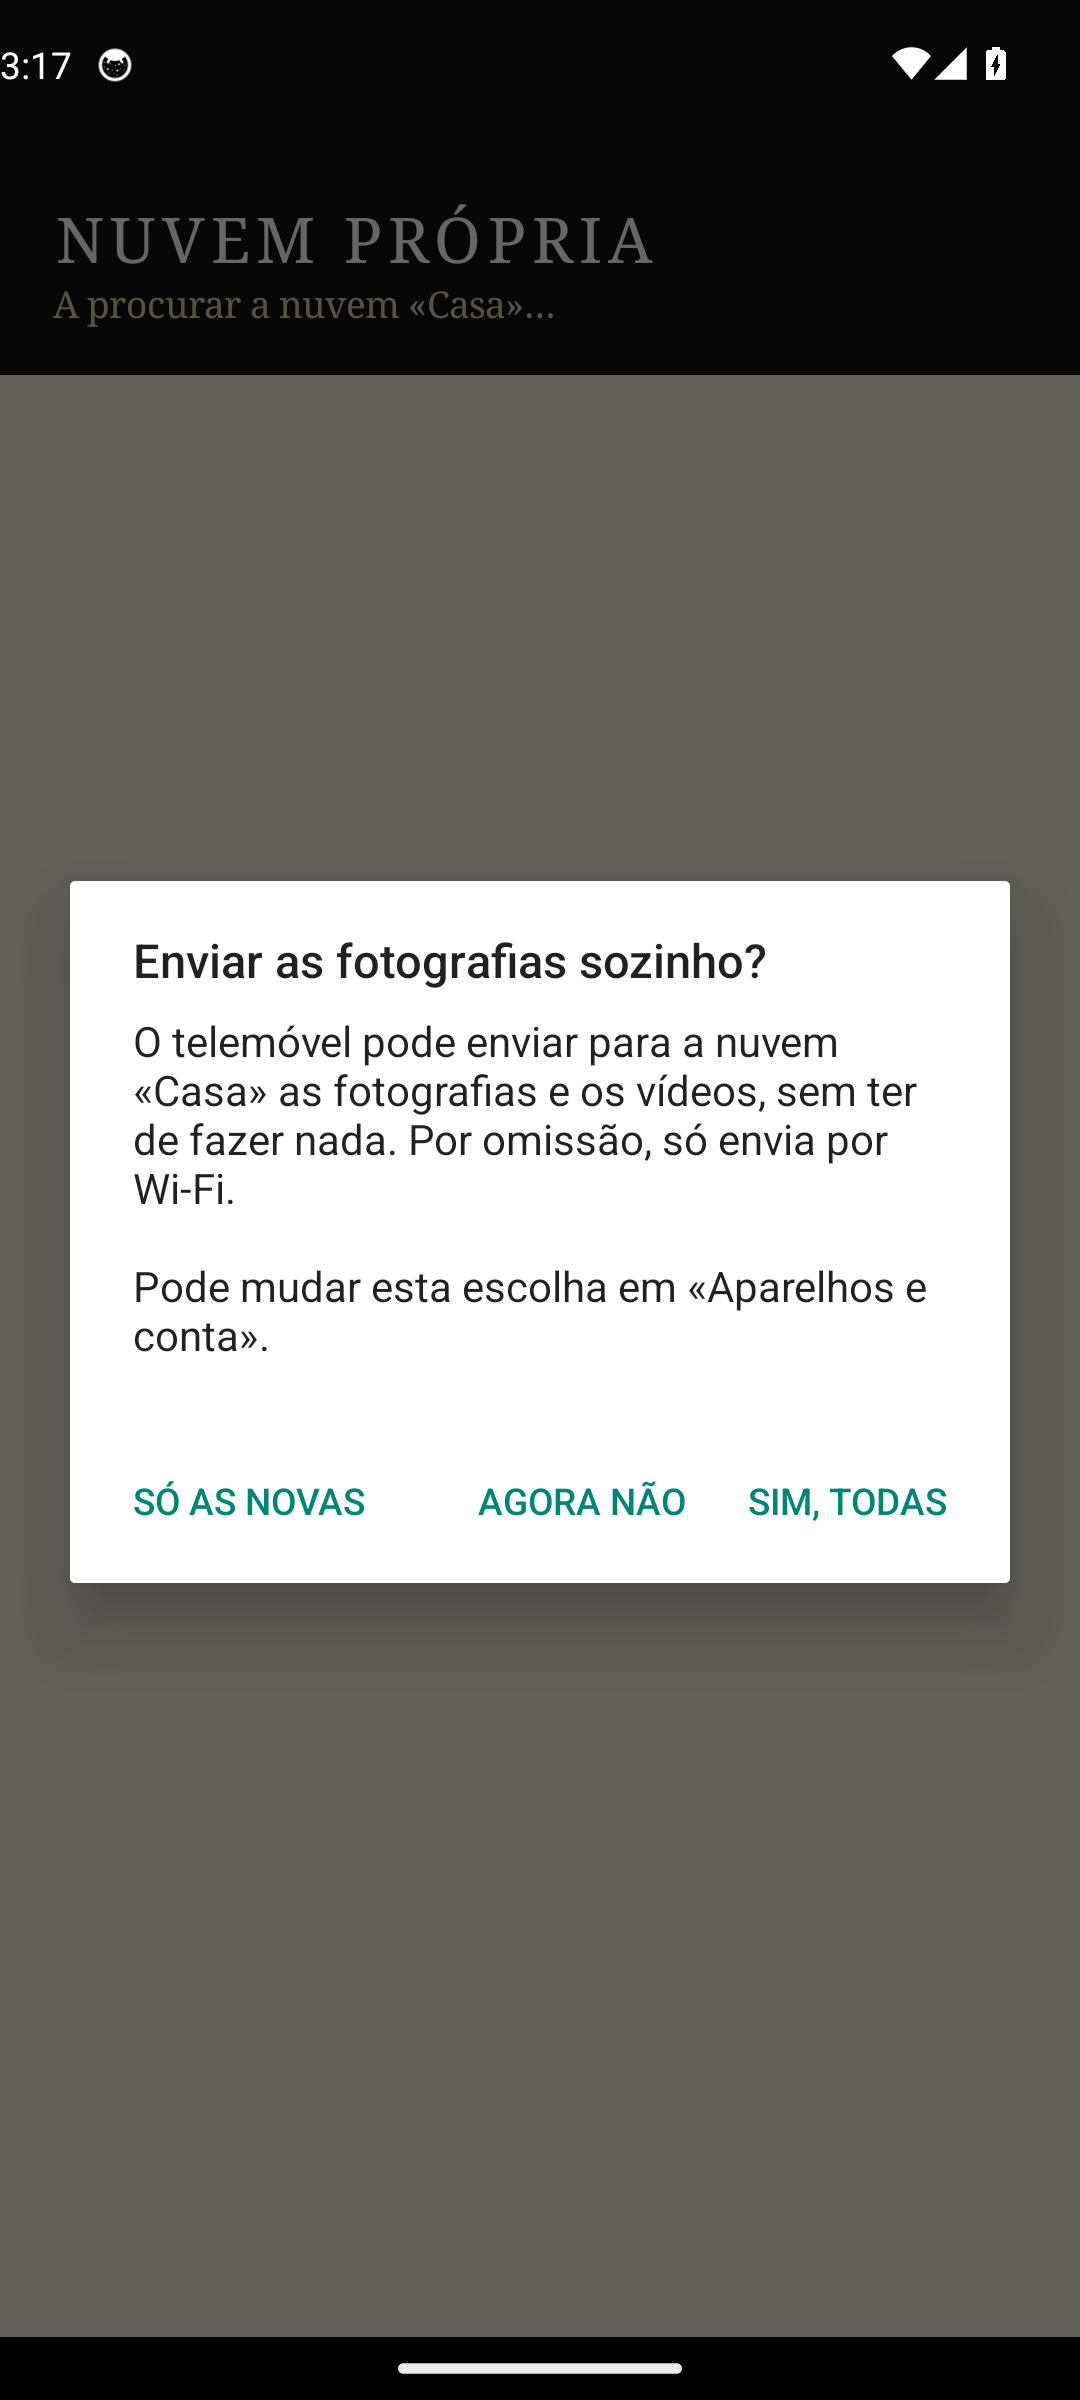 3:17
NUVEM PRÓPRIA
A procurar a nuvem «Casa»...
Enviar as fotografias sozinho?
O telemóvel pode enviar para a nuvem
«Casa» as fotografias e os vídeos, sem ter
de fazer nada. Por omissão, só envia por
Wi-Fi.
Pode mudar esta escolha em «Aparelhos e
conta».
SÓ AS NOVAS
AGORA NÃO
SIM, TODAS